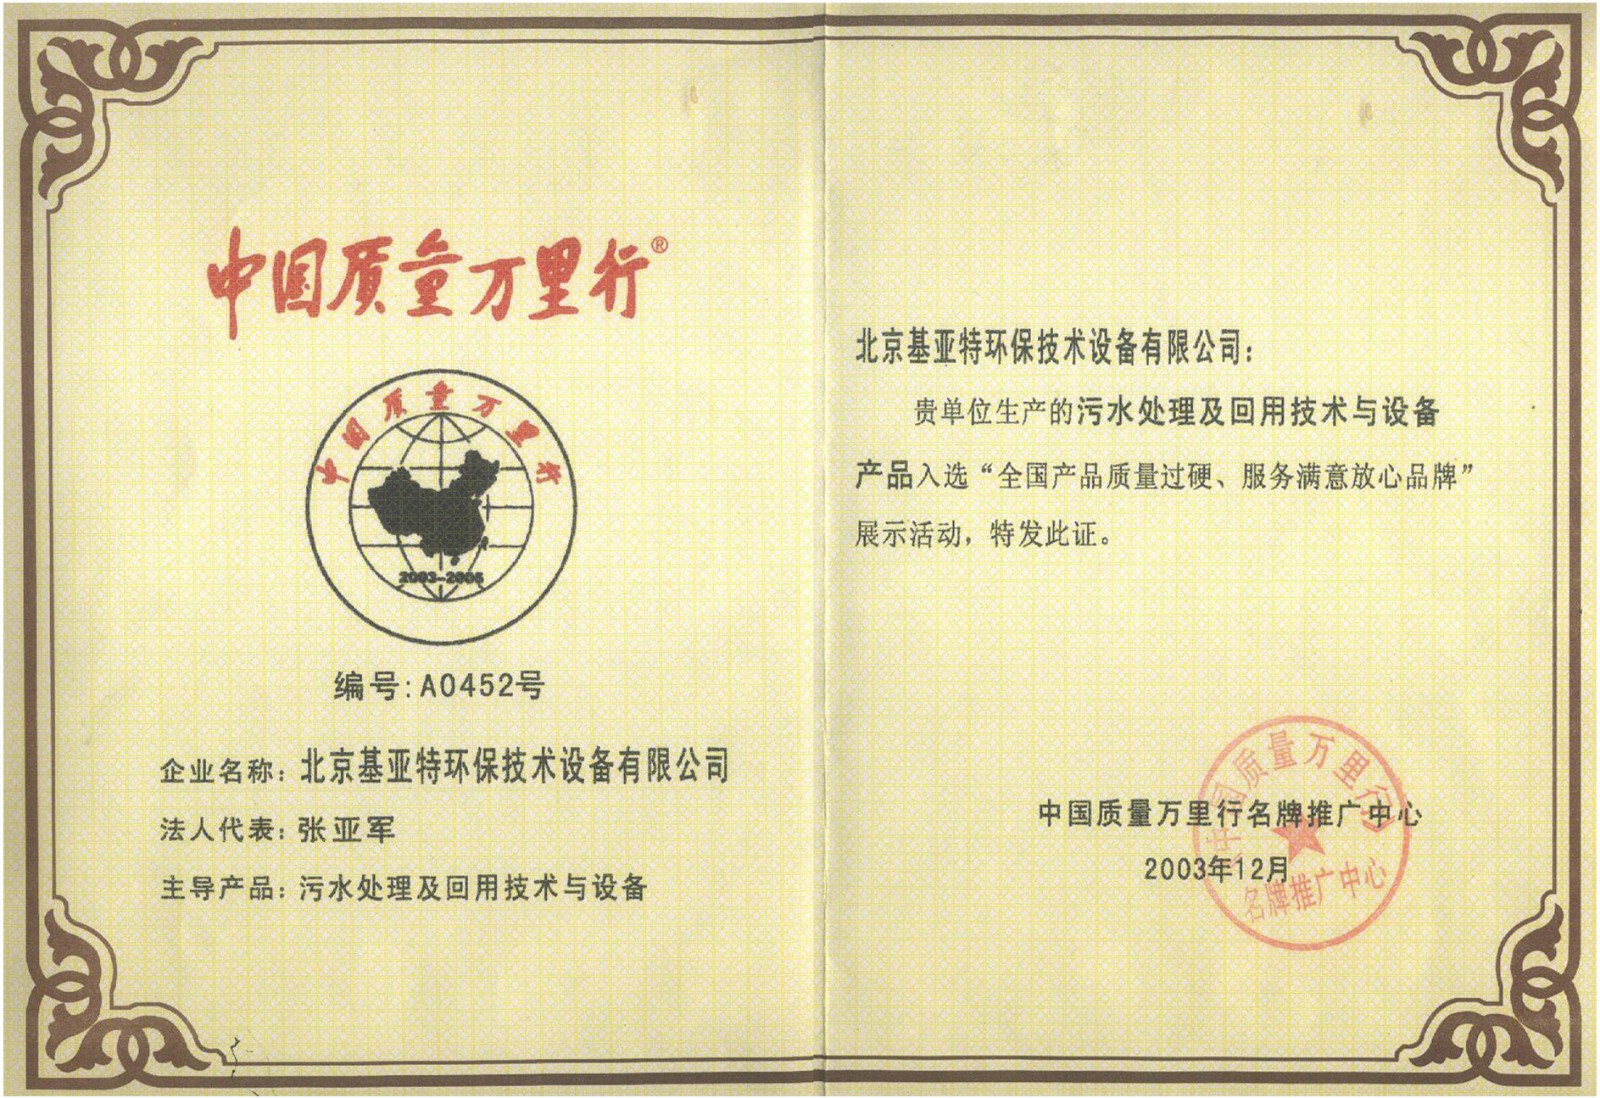 中国质量万里行®
中国质量万里行
2003-2006
编号:A0452号
企业名称:北京基亚特环保技术设备有限公司
法人代表:张亚军
主导产品:污水处理及回用技术与设备
北京基亚特环保技术设备有限公司:
贵单位生产的污水处理及回用技术与设备
产品入选“全国产品质量过硬、服务满意放心品牌”
展示活动，特发此证。
中国质量万里行名牌推广中心
2003年12月
《中国质量万里行》
名牌推广中心